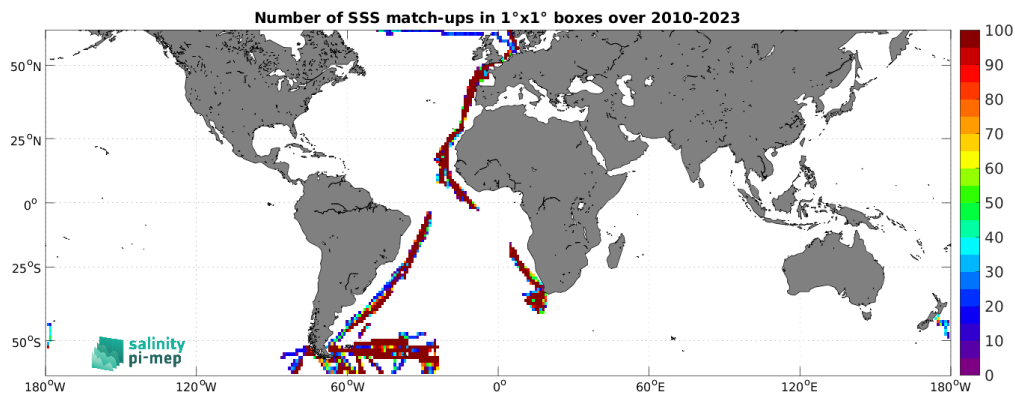 Number of SSS match-ups in 1°x1° boxes over 2010-2023
50°N
25°N
0°
25°S
50°S
180°W
120°W
60°W
0°
60°E
120°E
180°W
100
90
80
70
60
50
40
30
20
10
0
salinity
pi-mep